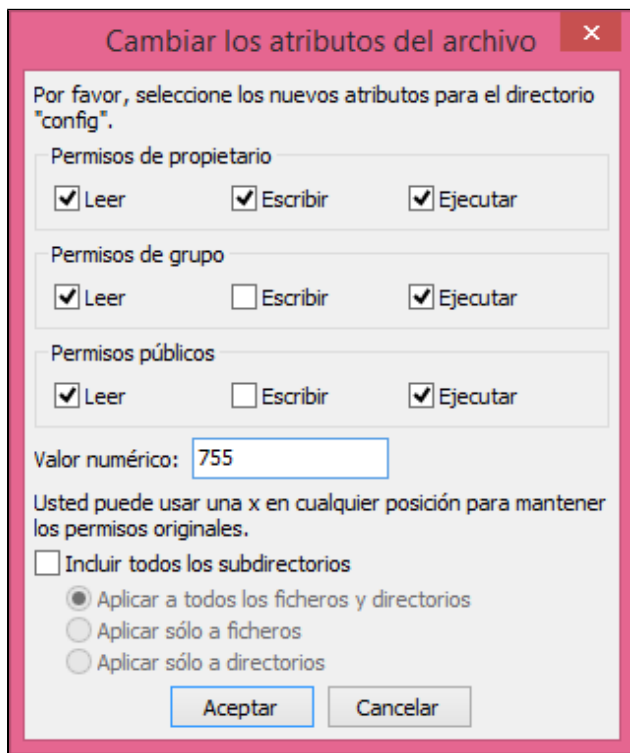 Cambiar los atributos del archivo
Por favor, seleccione los nuevos atributos para el directorio
"config".
Permisos de propietario
Leer Escribir Ejecutar
Permisos de grupo
Leer Escribir Ejecutar
Permisos públicos
Leer Escribir Ejecutar
Valor numérico: 755
Usted puede usar una x en cualquier posición para mantener
los permisos originales.
Incluir todos los subdirectorios
Aplicar a todos los ficheros y directorios
Aplicar sólo a ficheros
Aplicar sólo a directorios
Aceptar Cancelar